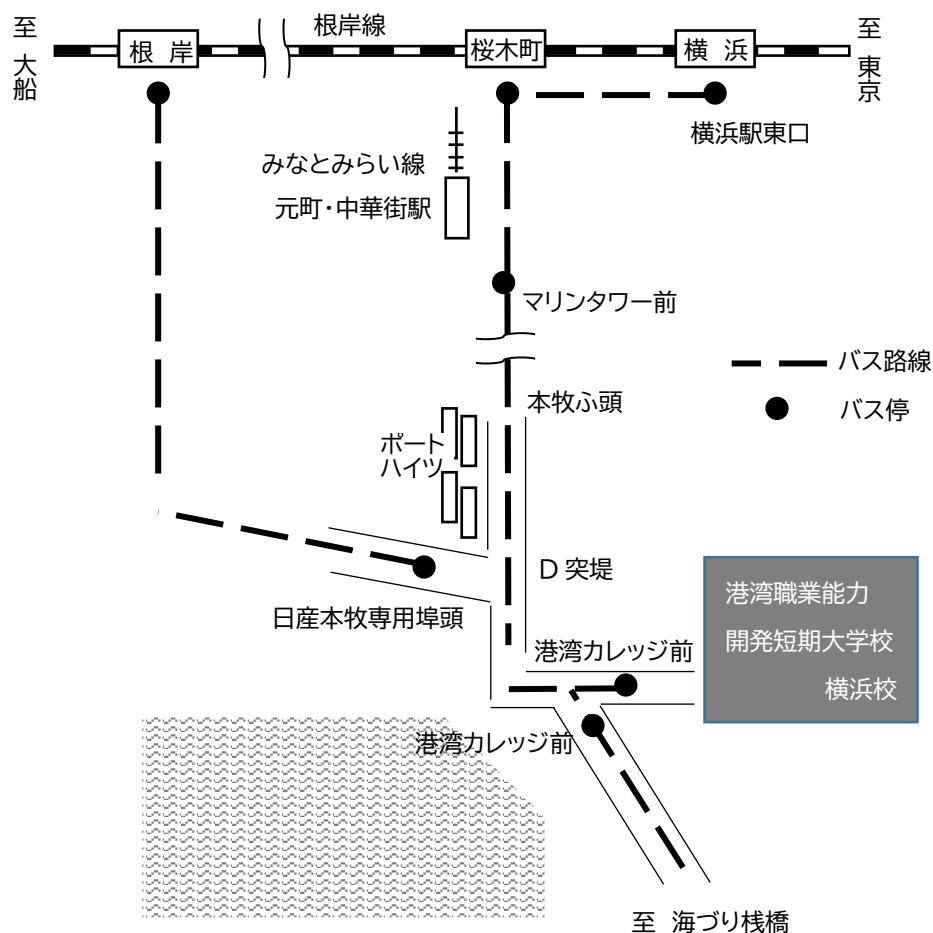 至 大船
根岸線
至 東京
根 岸
桜木町
横 浜
横浜駅東口
みなとみらい線
元町・中華街駅
マリンタワー前
バス路線
バス停
本牧ふ頭
ポート
ハイツ
D 突堤
日産本牧専用埠頭
港湾カレッジ前
港湾職業能力
開発短期大学校
横浜校
港湾カレッジ前
至 海づり桟橋